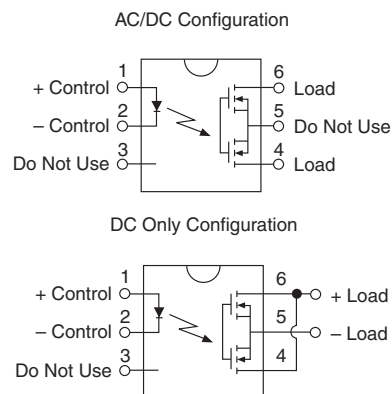 AC/DC Configuration
1
6
+ Control
Load
2
5
– Control
Do Not Use
3
4
Do Not Use
Load
DC Only Configuration
1
6
+ Control
+ Load
2
5
– Control
– Load
3
4
Do Not Use